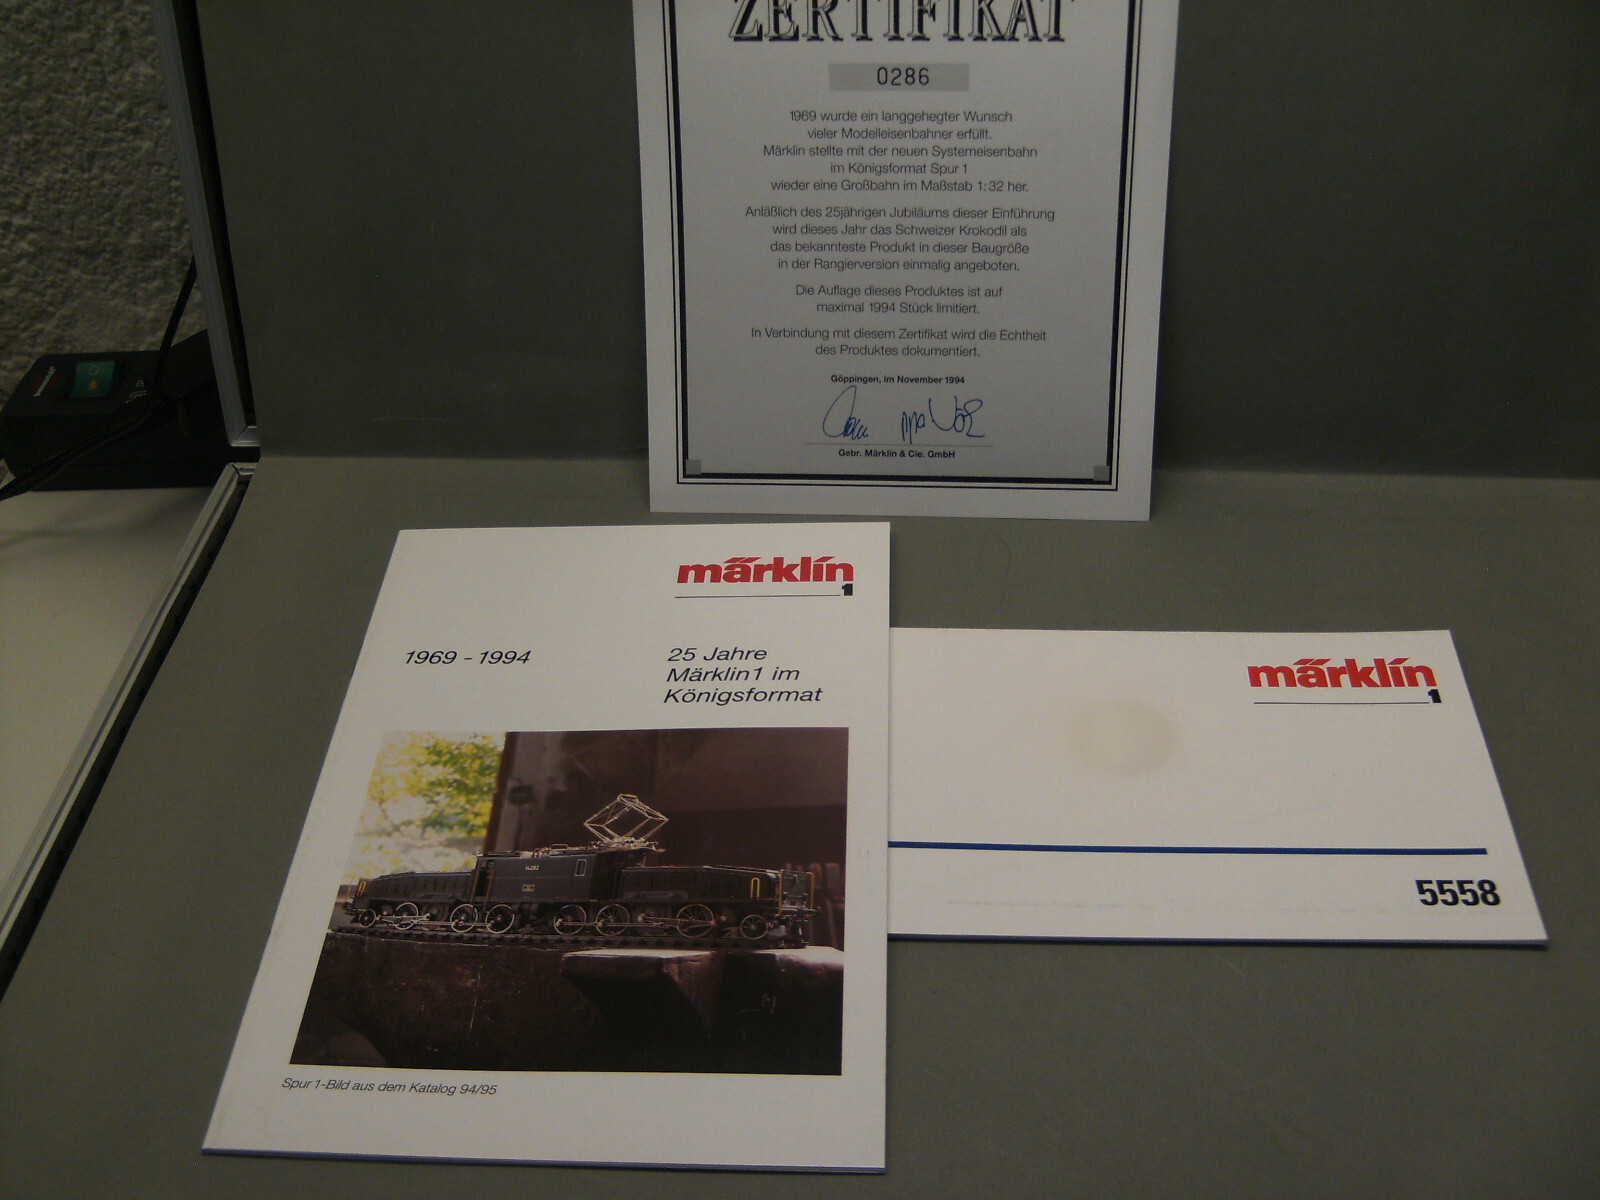 ZERTIFIKAT
0286
1969 wurde ein langgehegter Wunsch
vieler Modelleisenbahner erfüllt.
Märklin stellte mit der neuen Systemeisenbahn
im Königsformat Spur 1
wieder eine Großbahn im Maßstab 1:32 her.
Anläßlich des 25jährigen Jubiläums dieser Einführung
wird dieses Jahr das Schweizer Krokodil als
das bekannteste Produkt in dieser Baugröße
in der Rangierversion einmalig angeboten.
Die Auflage dieses Produktes ist auf
maximal 1994 Stück limitiert.
In Verbindung mit diesem Zertifikat wird die Echtheit
des Produktes dokumentiert.
Göppingen, im November 1994
Gebr. Märklin & Cie. GmbH
märklin
1
1969 - 1994
25 Jahre
Märklin1 im
Königsformat
Spur 1-Bild aus dem Katalog 94/95
märklin
1
5558